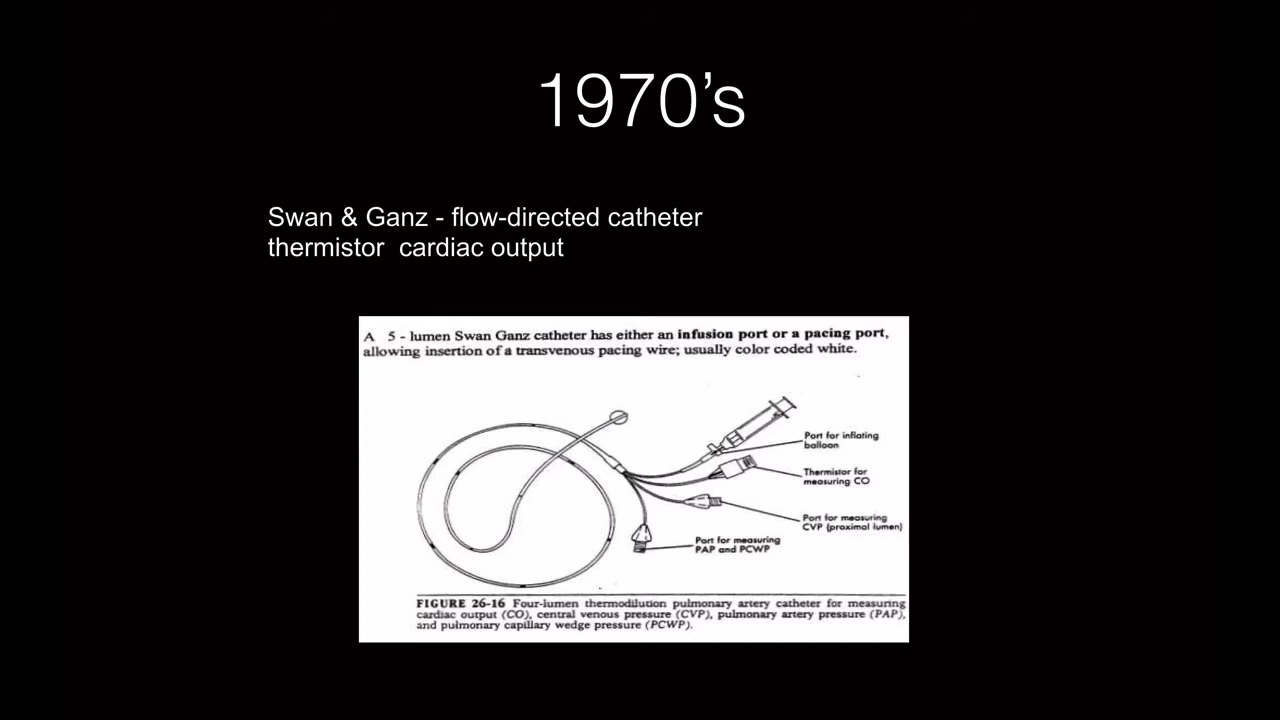 1970’s
Swan & Ganz - flow-directed catheter
thermistor  cardiac output
A 5 - lumen Swan Ganz catheter has either an infusion port or a pacing port,
allowing insertion of a transvenous pacing wire; usually color coded white.
Port for inflating
balloon
Thermistor for
measuring CO
Port for measuring
CVP (proximal lumen)
Port for measuring
PAP and PCWP
FIGURE 26-16 Four-lumen thermodilution pulmonary artery catheter for measuring
cardiac output (CO), central venous pressure (CVP), pulmonary artery pressure (PAP),
and pulmonary capillary wedge pressure (PCWP).